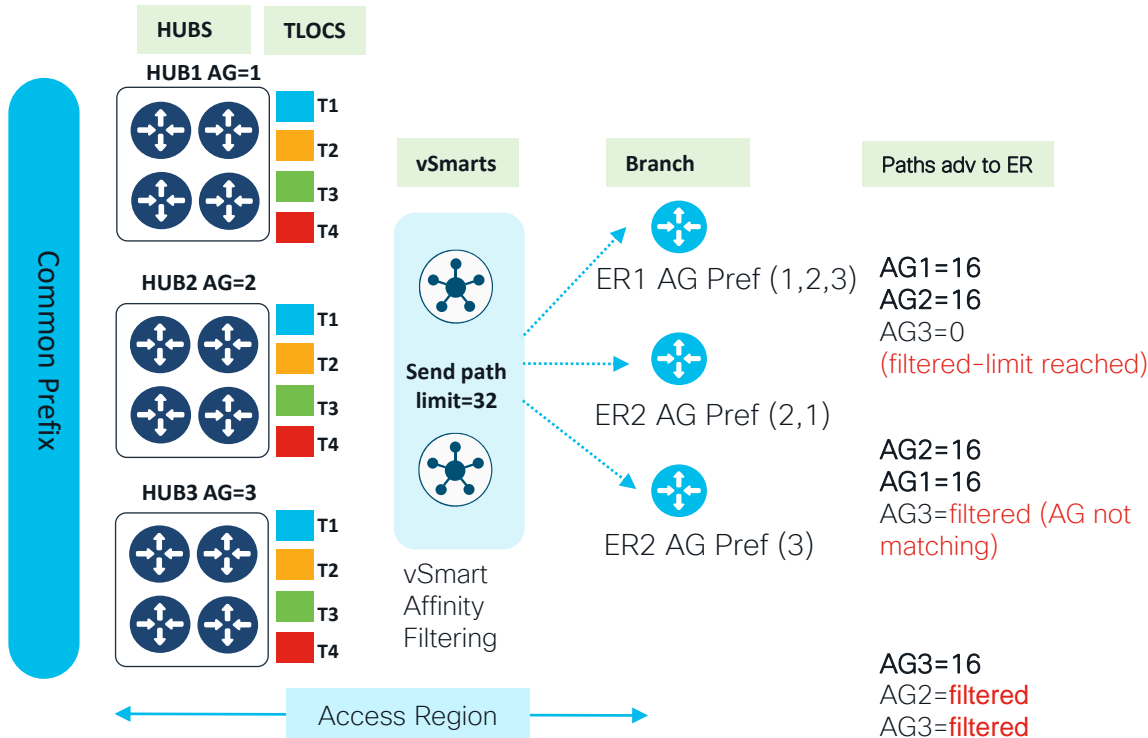 HUBS
TLOCS
HUB1 AG=1
T1
T2
T3
T4
Common Prefix
HUB2 AG=2
T1
T2
T3
T4
HUB3 AG=3
T1
T2
T3
T4
vSmarts
Send path
limit=32
vSmart
Affinity
Filtering
Branch
ER1 AG Pref (1,2,3)
ER2 AG Pref (2,1)
ER2 AG Pref (3)
Paths adv to ER
AG1=16
AG2=16
AG3=0
(filtered-limit reached)
AG2=16
AG1=16
AG3=filtered (AG not
matching)
AG3=16
AG2=filtered
AG3=filtered
Access Region